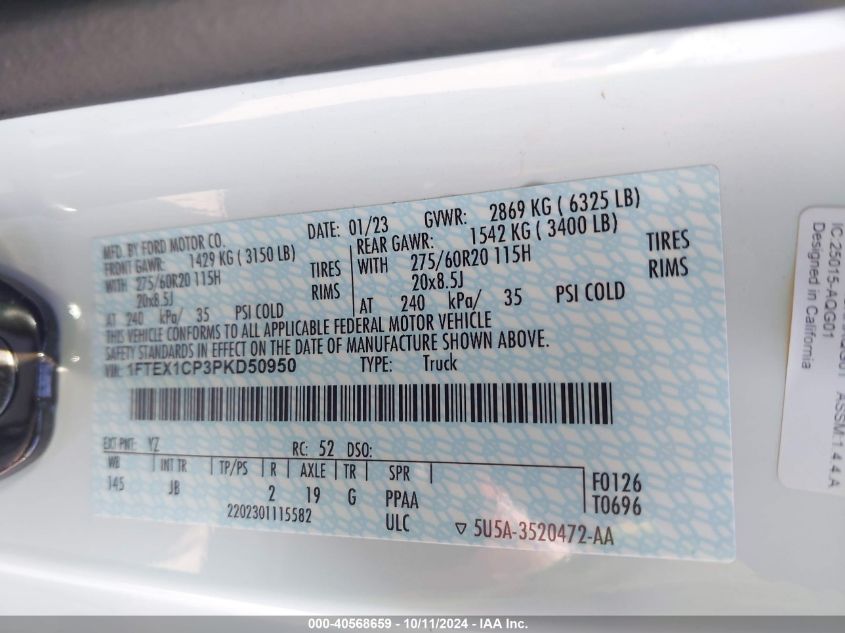 MFD. BY FORD MOTOR CO.
DATE: 01/23 GVWR: 2869 KG ( 6325 LB)
FRONT GAWR: 1429 KG ( 3150 LB)
REAR GAWR: 1542 KG ( 3400 LB)
WITH 275/60R20 115H TIRES
WITH 275/60R20 115H TIRES
20x8.5J RIMS
20x8.5J RIMS
AT 240 kPa/ 35 PSI COLD
AT 240 kPa/ 35 PSI COLD
THIS VEHICLE CONFORMS TO ALL APPLICABLE FEDERAL MOTOR VEHICLE
SAFETY STANDARDS IN EFFECT ON THE DATE OF MANUFACTURE SHOWN ABOVE.
VIN: 1FTEX1CP3PKD50950 TYPE: Truck
EXT PNT: YZ RC: 52 DSO:
WB INT TR TP/PS R AXLE TR SPR
145 JB 2 19 G PPAA
F0126
T0696
2202301115582 ULC
5U5A-3520472-AA
IC:25015-AQG01
Designed in California
ASSM 1 4 4 A
000-40568659 - 10/11/2024 - IAA Inc.